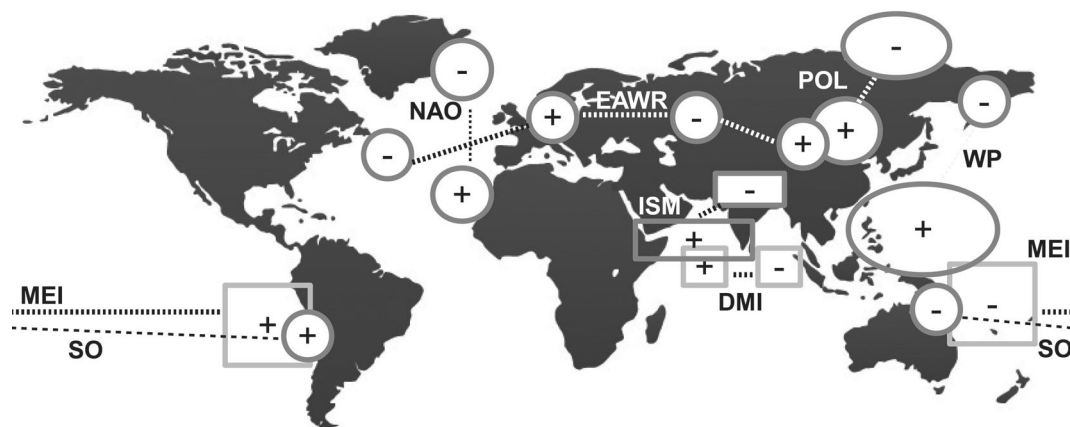 -
POL
-
NAO
EAWR
-
+
-
+
+
-
WP
+
-
ISM
+
+
MEI
+
-
DMI
MEI
+
+
-
-
SO
SO